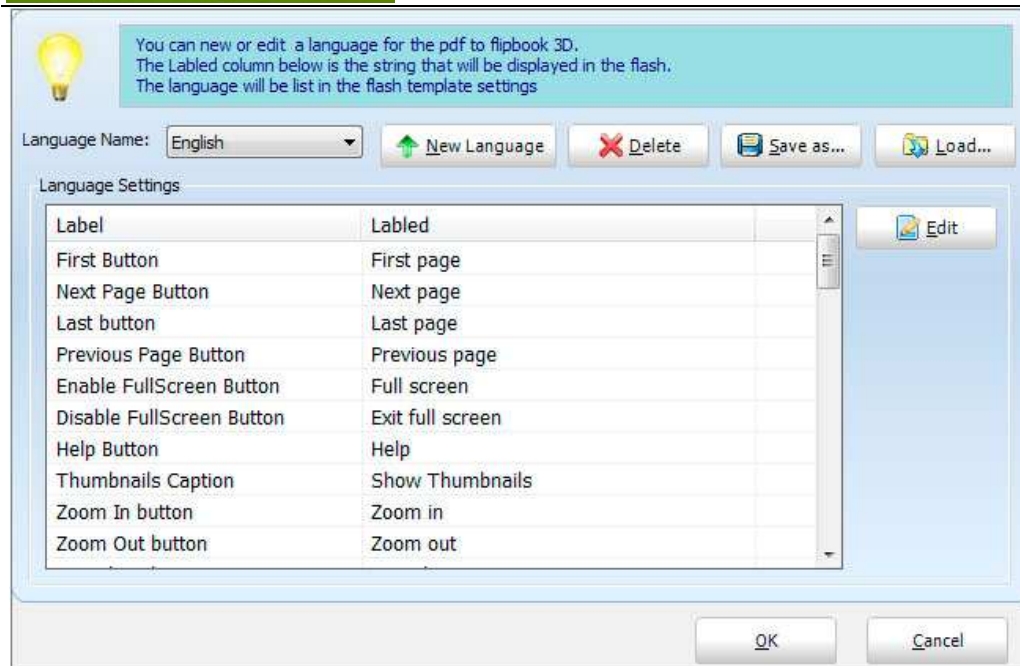 You can new or edit a language for the pdf to flipbook 3D.
The Labled column below is the string that will be displayed in the flash.
The language will be list in the flash template settings
Language Name: English New Language Delete Save as... Load...
Language Settings
Label Labled Edit
First Button First page
Next Page Button Next page
Last button Last page
Previous Page Button Previous page
Enable FullScreen Button Full screen
Disable FullScreen Button Exit full screen
Help Button Help
Thumbnails Caption Show Thumbnails
Zoom In button Zoom in
Zoom Out button Zoom out
OK Cancel